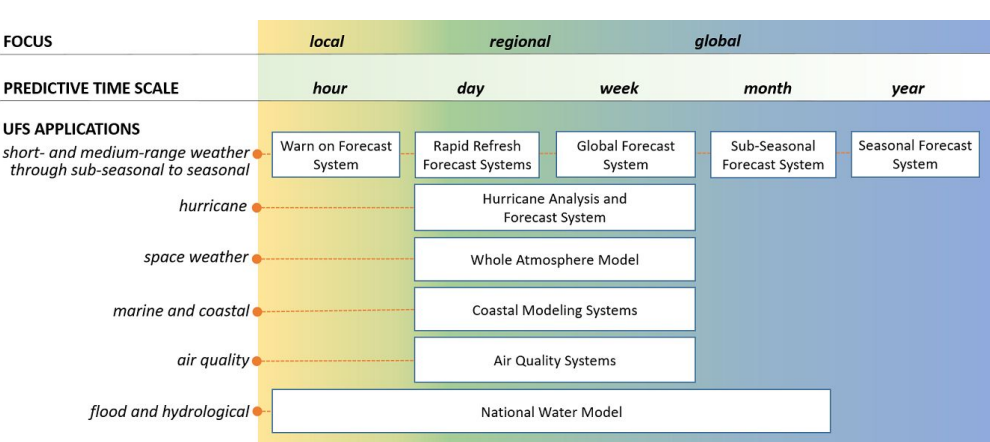 FOCUS local regional global
PREDICTIVE TIME SCALE hour day week month year
UFS APPLICATIONS
short- and medium-range weather
through sub-seasonal to seasonal
Warn on Forecast
System
Rapid Refresh
Forecast Systems
Global Forecast
System
Sub-Seasonal
Forecast System
Seasonal Forecast
System
hurricane
Hurricane Analysis and
Forecast System
space weather
Whole Atmosphere Model
marine and coastal
Coastal Modeling Systems
air quality
Air Quality Systems
flood and hydrological
National Water Model